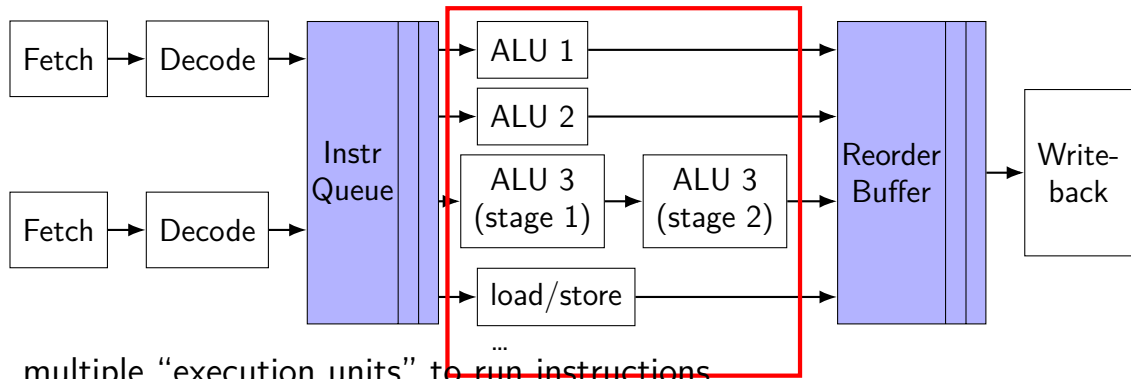 Fetch
Decode
Fetch
Decode
Instr
Queue
ALU 1
ALU 2
ALU 3
(stage 1)
ALU 3
(stage 2)
load/store
...
Reorder
Buffer
Write-
back
multiple “execution units” to run instructions